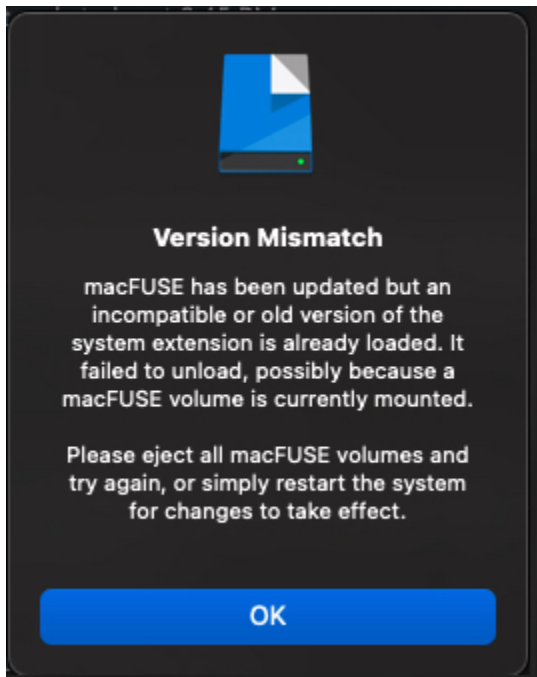 Version Mismatch
macFUSE has been updated but an
incompatible or old version of the
system extension is already loaded. It
failed to unload, possibly because a
macFUSE volume is currently mounted.
Please eject all macFUSE volumes and
try again, or simply restart the system
for changes to take effect.
OK